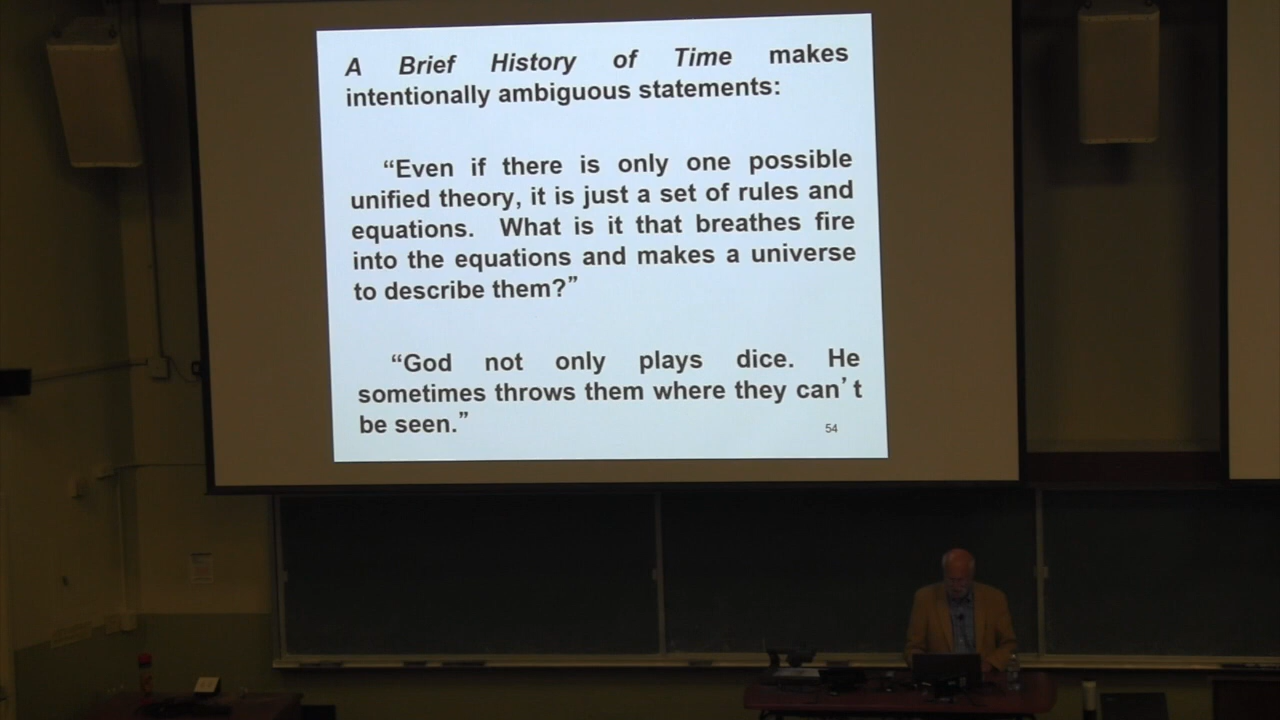 A Brief History of Time makes
intentionally ambiguous statements:
“Even if there is only one possible
unified theory, it is just a set of rules and
equations. What is it that breathes fire
into the equations and makes a universe
to describe them?”
“God not only plays dice. He
sometimes throws them where they can’t
be seen.”
54